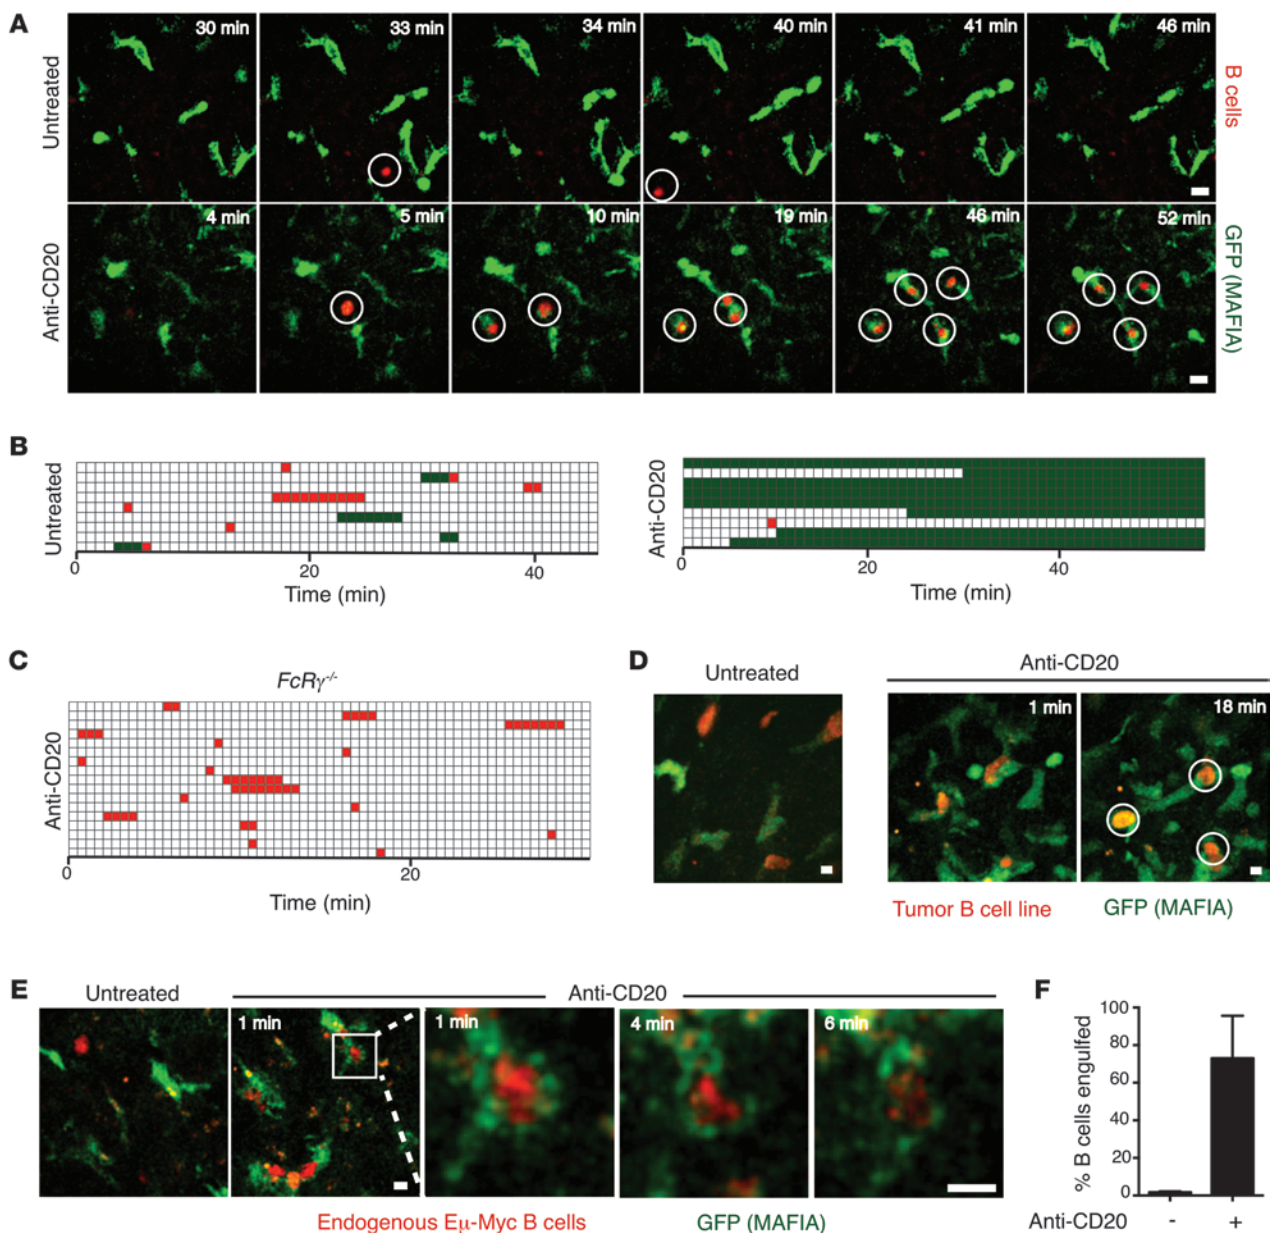 A
30 min 33 min 34 min 40 min 41 min 46 min
Untreated
B cells
4 min 5 min 10 min 19 min 46 min 52 min
Anti-CD20
GFP (MAFIA)
B
Untreated
0 20 40
Time (min)
Anti-CD20
0 20 40
Time (min)
C
FcRγ-/-
Anti-CD20
0 20
Time (min)
D
Untreated
Anti-CD20
1 min 18 min
Tumor B cell line GFP (MAFIA)
E
Untreated
Anti-CD20
1 min 1 min 4 min 6 min
Endogenous Eμ-Myc B cells GFP (MAFIA)
F
% B cells engulfed
100
80
60
40
20
0
Anti-CD20 - +